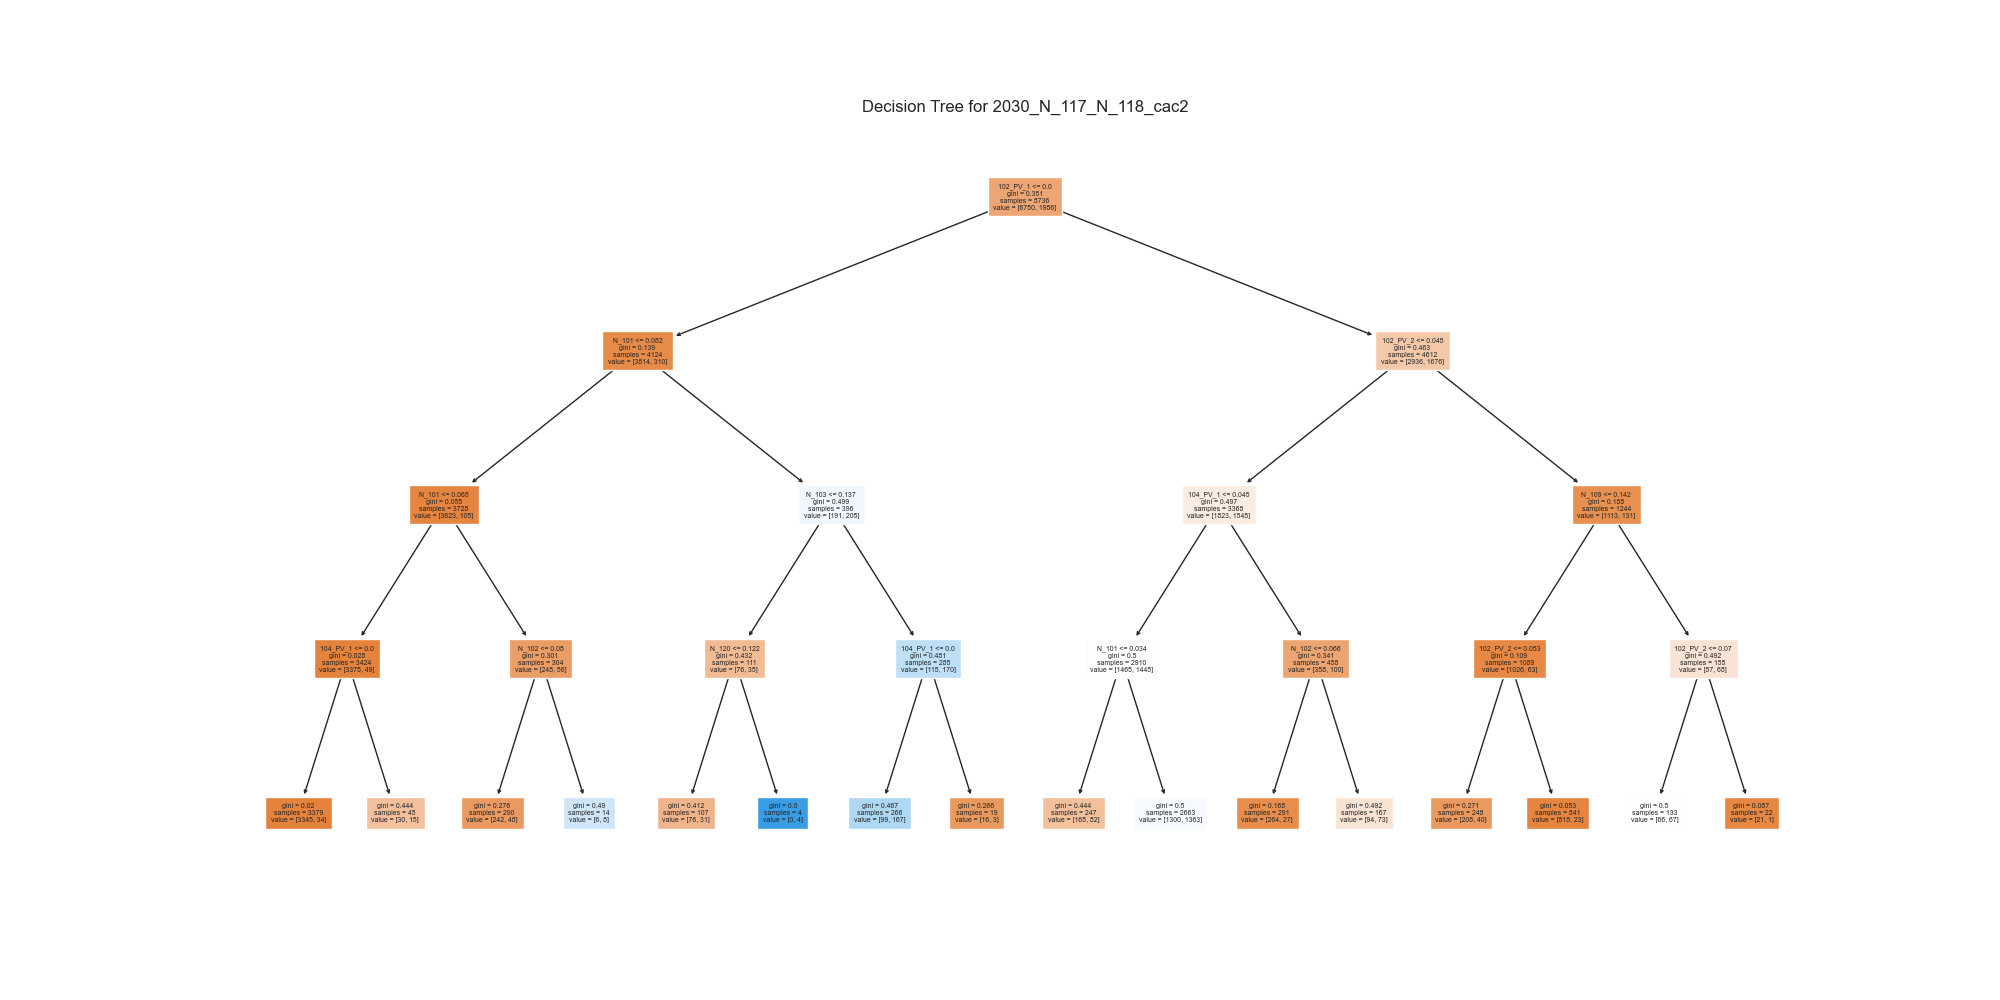 Decision Tree for 2030_N_117_N_118_cac2
102_PV_1 <= 0.0
gini = 0.351
samples = 8736
value = [6750, 1986]
N_101 <= 0.082
gini = 0.139
samples = 4124
value = [3814, 310]
102_PV_2 <= 0.045
gini = 0.463
samples = 4612
value = [2936, 1676]
N_101 <= 0.068
gini = 0.055
samples = 3728
value = [3623, 105]
N_103 <= 0.137
gini = 0.499
samples = 396
value = [191, 205]
104_PV_1 <= 0.045
gini = 0.497
samples = 3368
value = [1823, 1545]
N_109 <= 0.142
gini = 0.188
samples = 1244
value = [1113, 131]
104_PV_1 <= 0.0
gini = 0.028
samples = 3424
value = [3375, 49]
N_102 <= 0.08
gini = 0.301
samples = 304
value = [248, 56]
N_120 <= 0.122
gini = 0.432
samples = 111
value = [76, 35]
104_PV_1 <= 0.0
gini = 0.481
samples = 285
value = [115, 170]
N_101 <= 0.034
gini = 0.5
samples = 2910
value = [1465, 1445]
N_102 <= 0.066
gini = 0.341
samples = 458
value = [358, 100]
102_PV_2 <= 0.053
gini = 0.109
samples = 1089
value = [1026, 63]
102_PV_2 <= 0.07
gini = 0.492
samples = 155
value = [87, 68]
gini = 0.02
samples = 3379
value = [3345, 34]
gini = 0.444
samples = 45
value = [30, 15]
gini = 0.276
samples = 290
value = [242, 48]
gini = 0.49
samples = 14
value = [6, 8]
gini = 0.412
samples = 107
value = [76, 31]
gini = 0.0
samples = 4
value = [0, 4]
gini = 0.467
samples = 266
value = [99, 167]
gini = 0.266
samples = 19
value = [16, 3]
gini = 0.444
samples = 247
value = [165, 82]
gini = 0.5
samples = 2663
value = [1300, 1363]
gini = 0.168
samples = 291
value = [264, 27]
gini = 0.492
samples = 167
value = [94, 73]
gini = 0.271
samples = 248
value = [208, 40]
gini = 0.053
samples = 841
value = [818, 23]
gini = 0.5
samples = 133
value = [66, 67]
gini = 0.087
samples = 22
value = [21, 1]